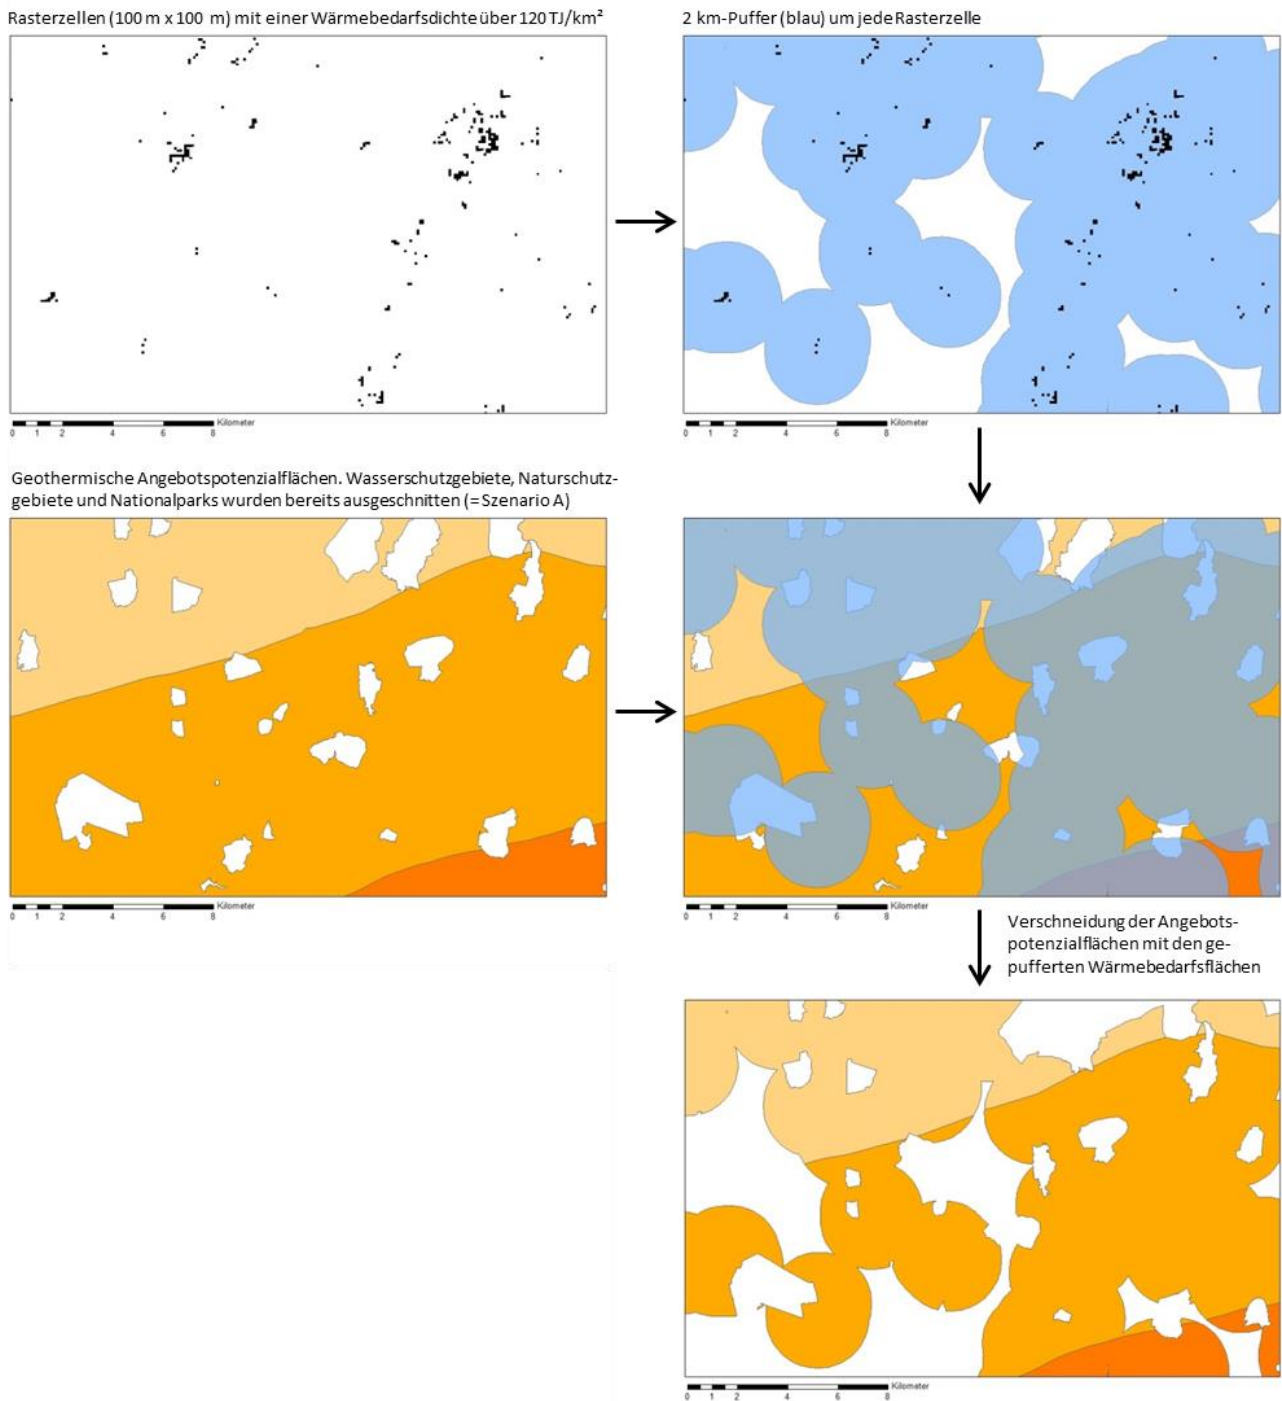 Rasterzellen (100 m x 100 m) mit einer Wärmebedarfsdichte über 120 TJ/km²
2 km-Puffer (blau) um jede Rasterzelle
0 1 2 4 6 8 Kilometer
0 1 2 4 6 8 Kilometer
Geothermische Angebotspotenzialflächen. Wasserschutzgebiete, Naturschutz-
gebiete und Nationalparks wurden bereits ausgeschnitten (= Szenario A)
0 1 2 4 6 8 Kilometer
0 1 2 4 6 8 Kilometer
Verschneidung der Angebots-
potenzialflächen mit den ge-
pufferten Wärmebedarfsflächen
0 1 2 4 6 8 Kilometer